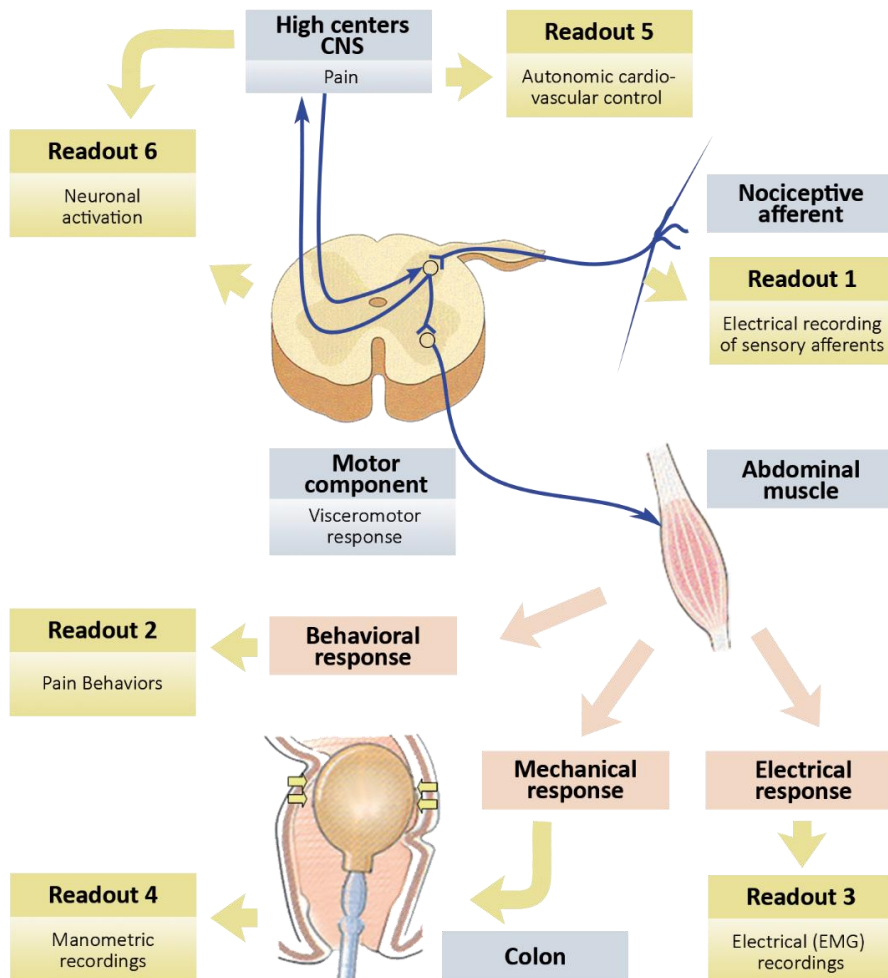 High centers
CNS
Pain
Readout 5
Autonomic cardio-
vascular control
Readout 6
Neuronal
activation
Nociceptive
afferent
Readout 1
Electrical recording
of sensory afferents
Motor
component
Visceromotor
response
Abdominal
muscle
Readout 2
Pain Behaviors
Behavioral
response
Mechanical
response
Electrical
response
Readout 4
Manometric
recordings
Colon
Readout 3
Electrical (EMG)
recordings